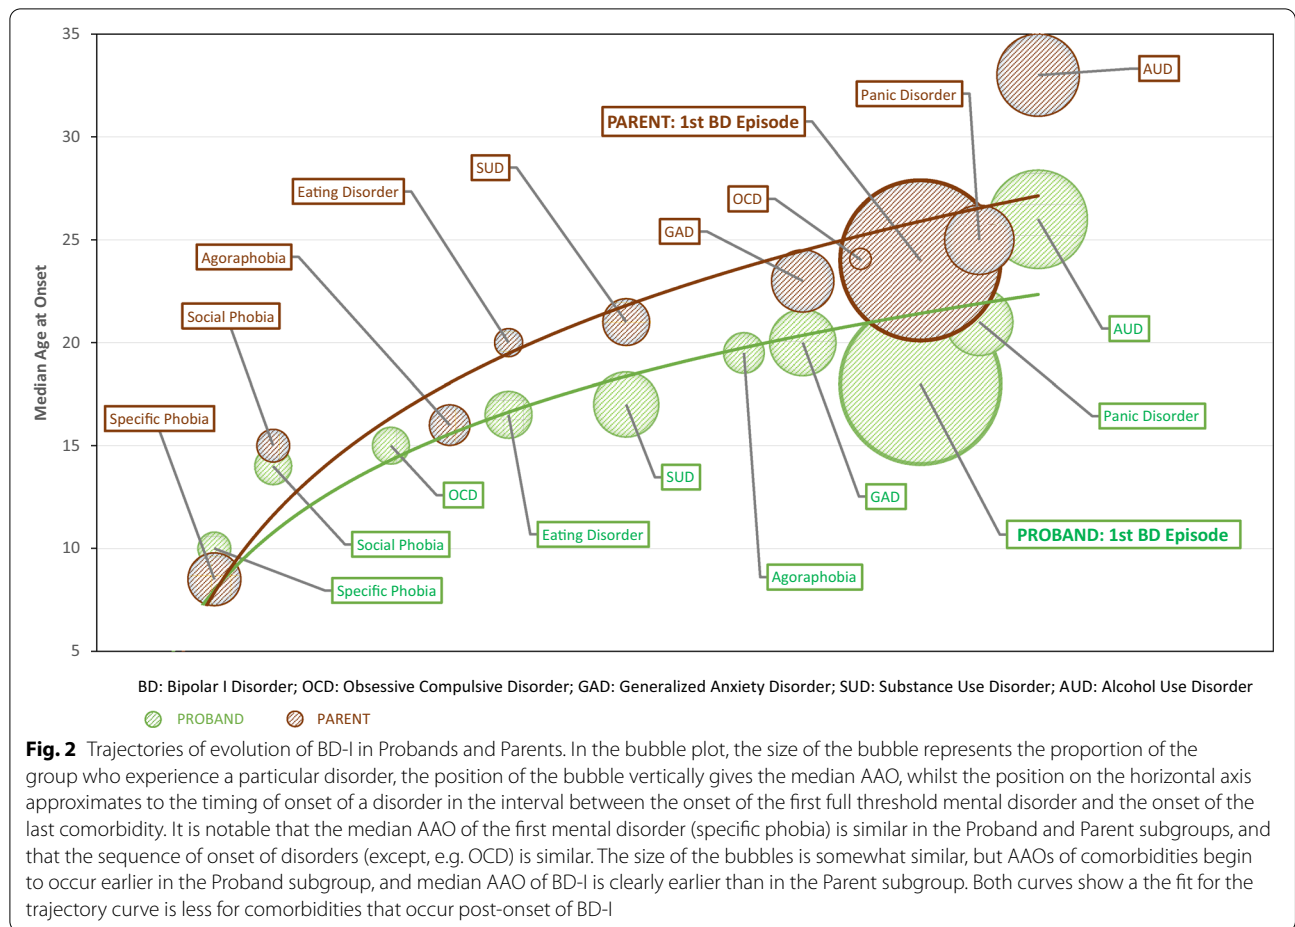 35
30
25
20
15
10
5
Median Age at Onset
AUD
Panic Disorder
PARENT: 1st BD Episode
SUD
Eating Disorder
OCD
GAD
Agoraphobia
Social Phobia
Specific Phobia
AUD
Panic Disorder
SUD
OCD
GAD
Eating Disorder
PROBAND: 1st BD Episode
Social Phobia
Agoraphobia
Specific Phobia
BD: Bipolar I Disorder; OCD: Obsessive Compulsive Disorder; GAD: Generalized Anxiety Disorder; SUD: Substance Use Disorder; AUD: Alcohol Use Disorder
PROBAND PARENT
Fig. 2 Trajectories of evolution of BD-I in Probands and Parents. In the bubble plot, the size of the bubble represents the proportion of the
group who experience a particular disorder, the position of the bubble vertically gives the median AAO, whilst the position on the horizontal axis
approximates to the timing of onset of a disorder in the interval between the onset of the first full threshold mental disorder and the onset of the
last comorbidity. It is notable that the median AAO of the first mental disorder (specific phobia) is similar in the Proband and Parent subgroups, and
that the sequence of onset of disorders (except, e.g. OCD) is similar. The size of the bubbles is somewhat similar, but AAOs of comorbidities begin
to occur earlier in the Proband subgroup, and median AAO of BD-I is clearly earlier than in the Parent subgroup. Both curves show a the fit for the
trajectory curve is less for comorbidities that occur post-onset of BD-I